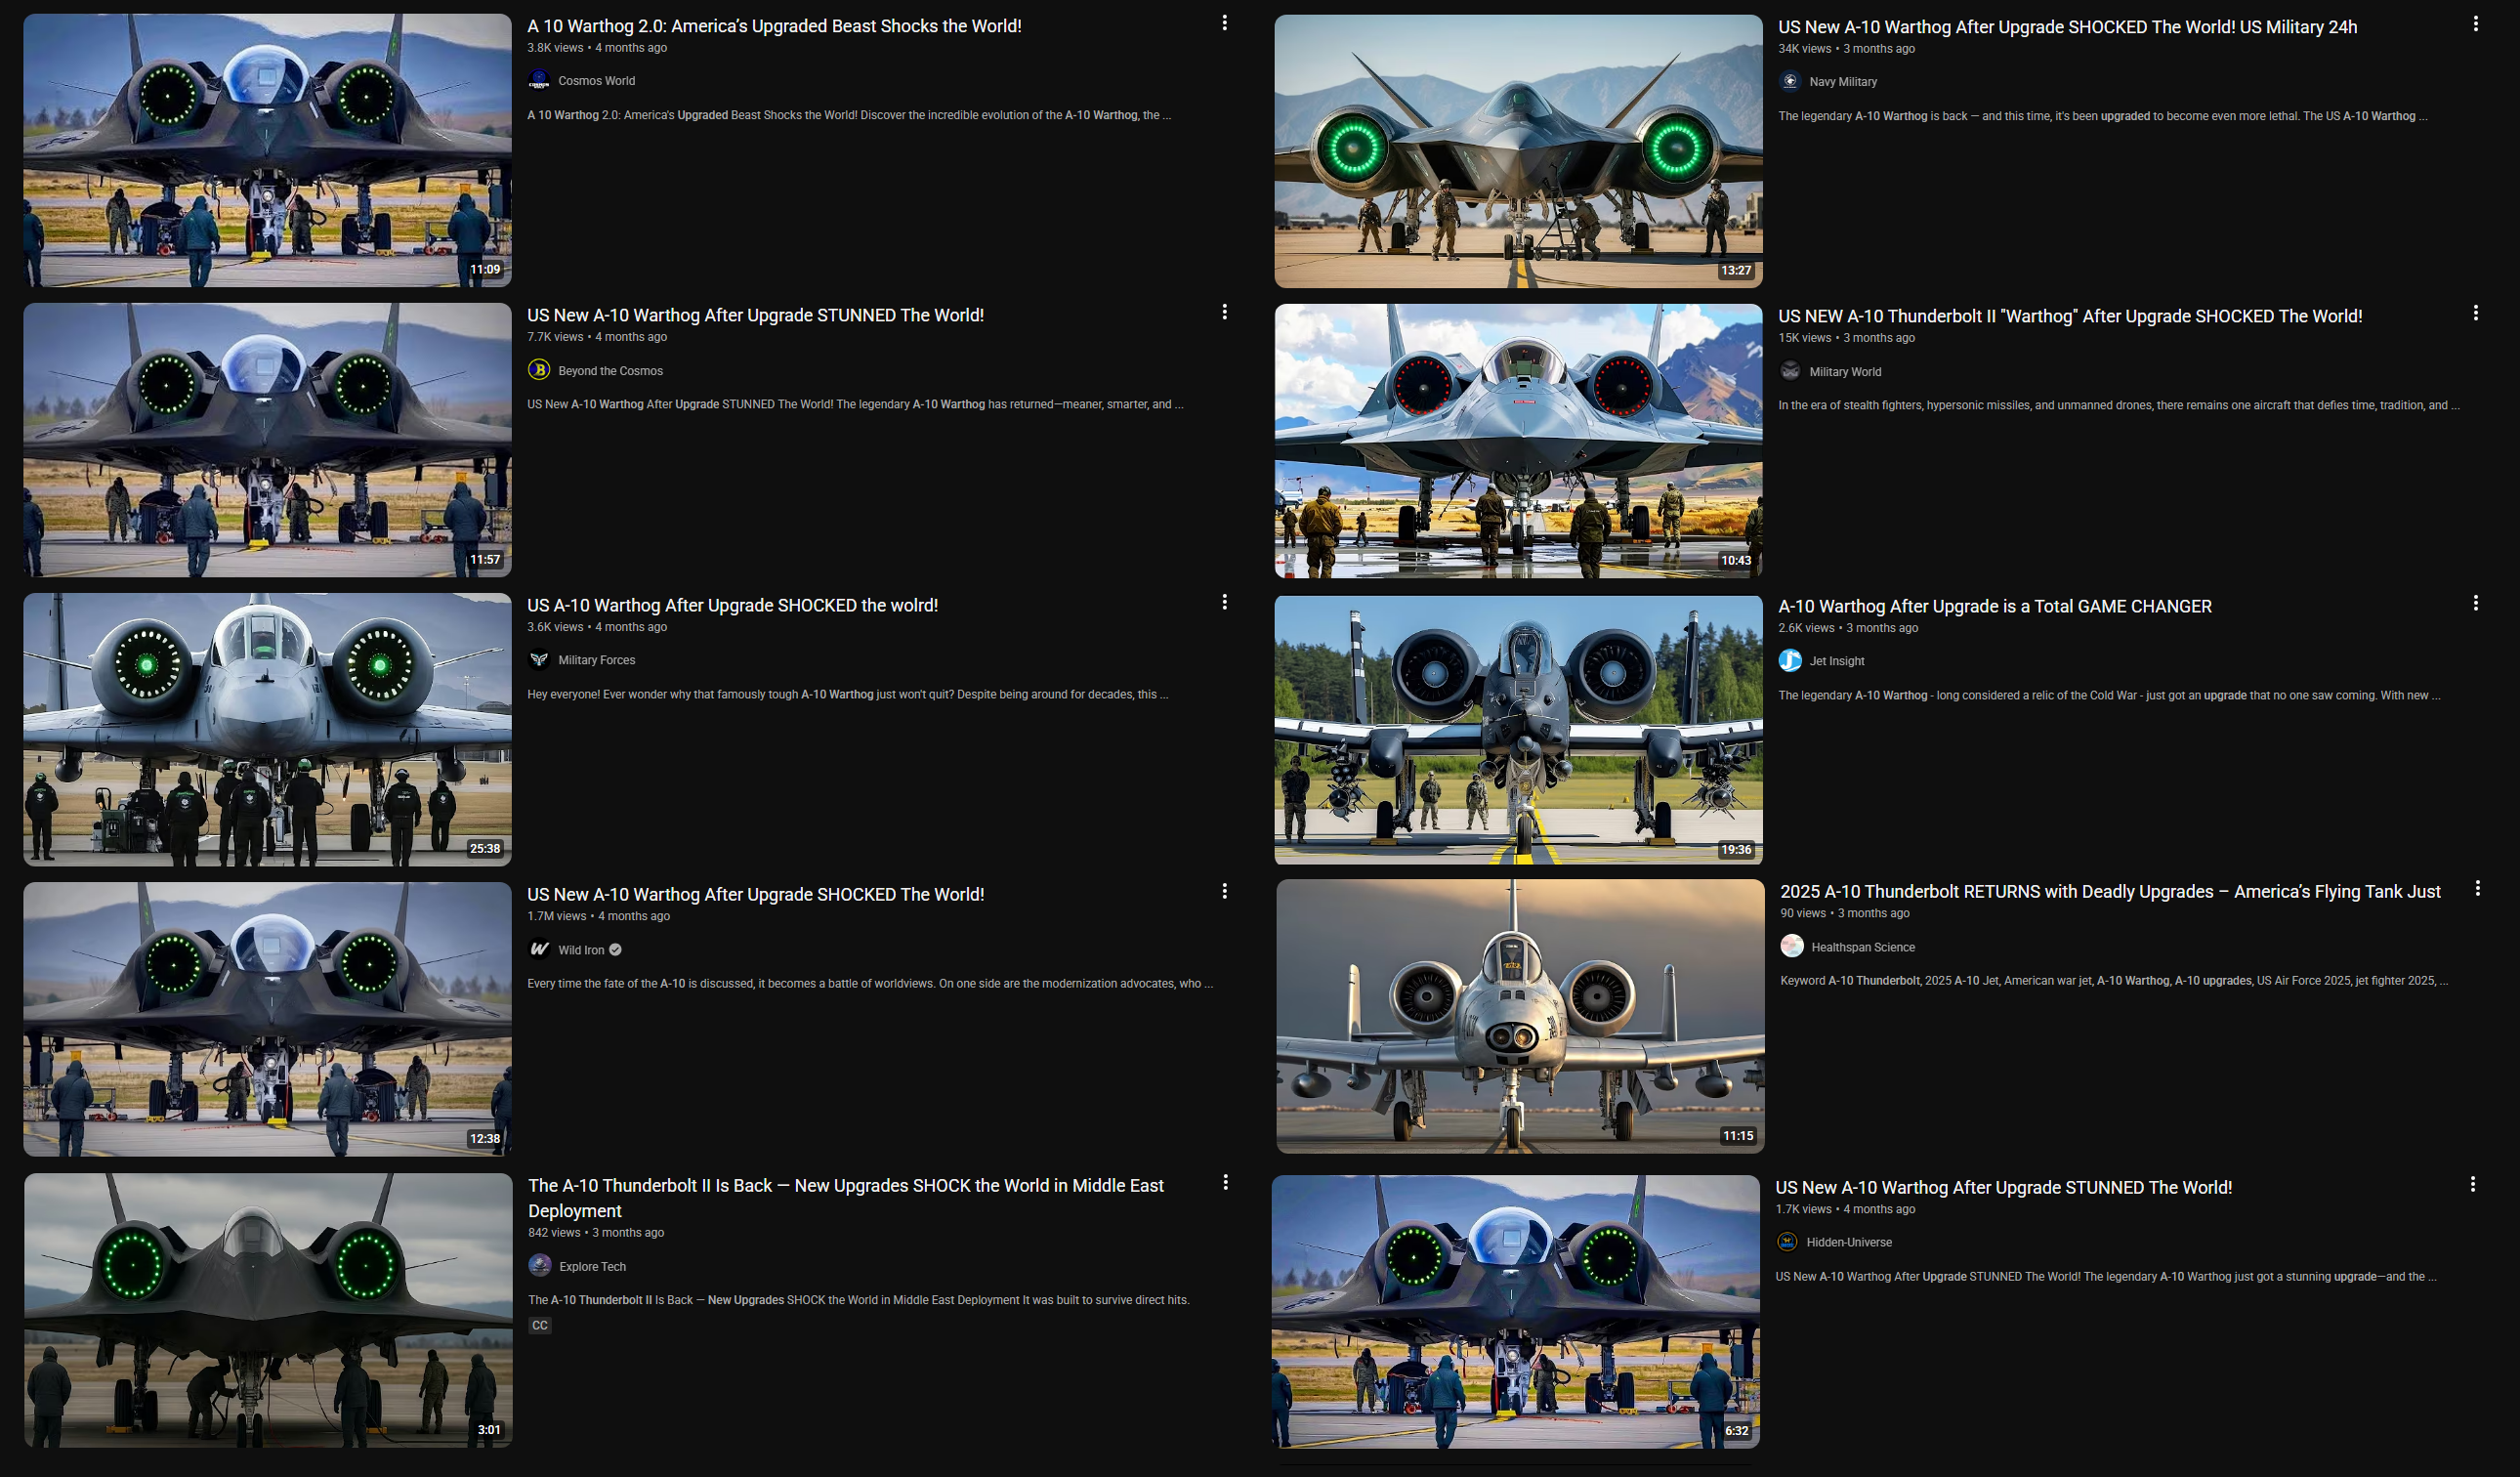 A 10 Warthog 2.0: America's Upgraded Beast Shocks the World!
3.8K views • 4 months ago
Cosmos World
A 10 Warthog 2.0: America's Upgraded Beast Shocks the World! Discover the incredible evolution of the A-10 Warthog, the ...
11:09
US New A-10 Warthog After Upgrade STUNNED The World!
7.7K views • 4 months ago
Beyond the Cosmos
US New A-10 Warthog After Upgrade STUNNED The World! The legendary A-10 Warthog has returned—meaner, smarter, and ...
11:57
US A-10 Warthog After Upgrade SHOCKED the wolrd!
3.6K views • 4 months ago
Military Forces
Hey everyone! Ever wonder why that famously tough A-10 Warthog just won't quit? Despite being around for decades, this ...
25:38
US New A-10 Warthog After Upgrade SHOCKED The World!
1.7M views • 4 months ago
Wild Iron
Every time the fate of the A-10 is discussed, it becomes a battle of worldviews. On one side are the modernization advocates, who ...
12:38
The A-10 Thunderbolt II Is Back — New Upgrades SHOCK the World in Middle East
Deployment
842 views • 3 months ago
Explore Tech
The A-10 Thunderbolt II Is Back — New Upgrades SHOCK the World in Middle East Deployment It was built to survive direct hits.
CC
3:01
US New A-10 Warthog After Upgrade SHOCKED The World! US Military 24h
34K views • 3 months ago
Navy Military
The legendary A-10 Warthog is back — and this time, it's been upgraded to become even more lethal. The US A-10 Warthog ...
13:27
US NEW A-10 Thunderbolt II "Warthog" After Upgrade SHOCKED The World!
15K views • 3 months ago
Military World
In the era of stealth fighters, hypersonic missiles, and unmanned drones, there remains one aircraft that defies time, tradition, and ...
10:43
A-10 Warthog After Upgrade is a Total GAME CHANGER
2.6K views • 3 months ago
Jet Insight
The legendary A-10 Warthog - long considered a relic of the Cold War - just got an upgrade that no one saw coming. With new ...
19:36
2025 A-10 Thunderbolt RETURNS with Deadly Upgrades – America's Flying Tank Just
90 views • 3 months ago
Healthspan Science
Keyword A-10 Thunderbolt, 2025 A-10 Jet, American war jet, A-10 Warthog, A-10 upgrades, US Air Force 2025, jet fighter 2025, ...
11:15
US New A-10 Warthog After Upgrade STUNNED The World!
1.7K views • 4 months ago
Hidden-Universe
US New A-10 Warthog After Upgrade STUNNED The World! The legendary A-10 Warthog just got a stunning upgrade—and the ...
6:32